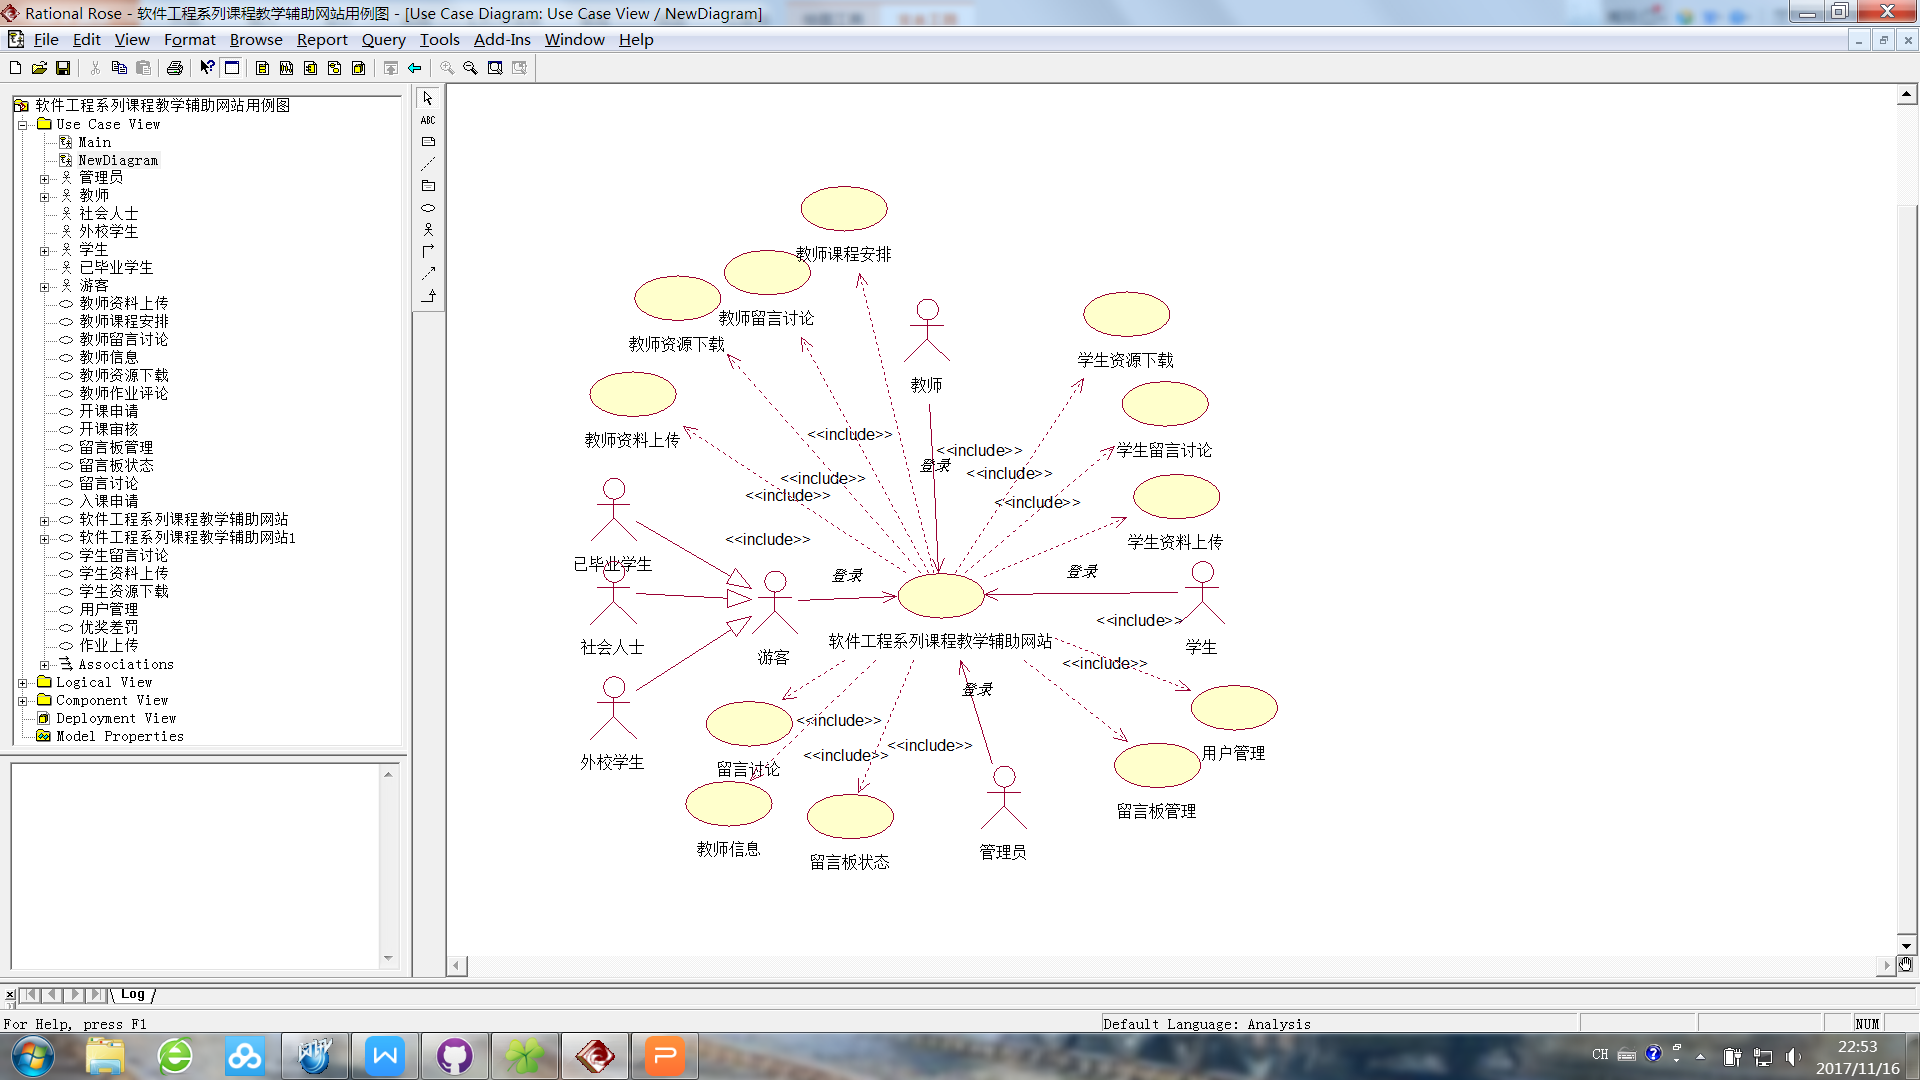 Rational Rose - 软件工程系列课程教学辅助网站用例图 - [Use Case Diagram: Use Case View / NewDiagram]
File Edit View Format Browse Report Query Tools Add-Ins Window Help
软件工程系列课程教学辅助网站用例图
Use Case View
Main
NewDiagram
管理员
教师
社会人士
外校学生
学生
已毕业学生
游客
教师资料上传
教师课程安排
教师留言讨论
教师信息
教师资源下载
教师作业评论
开课申请
开课审核
留言板管理
留言板状态
留言讨论
入课申请
软件工程系列课程教学辅助网站
软件工程系列课程教学辅助网站1
学生留言讨论
学生资料上传
学生资源下载
用户管理
优奖差罚
作业上传
Associations
Logical View
Component View
Deployment View
Model Properties
ABC
教师课程安排
教师留言讨论
教师资源下载
学生资源下载
教师
教师资料上传
<<include>>
学生留言讨论
<<include>>
登录
<<include>>
<<include>>
<<include>>
<<include>>
<<include>>
学生资料上传
已毕业学生
登录
登录
<<include>>
社会人士
游客
软件工程系列课程教学辅助网站
学生
<<include>>
登录
<<include>>
<<include>>
<<include>>
用户管理
外校学生
留言讨论
留言板管理
教师信息
留言板状态
管理员
Log
For Help, press F1
Default Language: Analysis
NUM
CH
22:53
2017/11/16